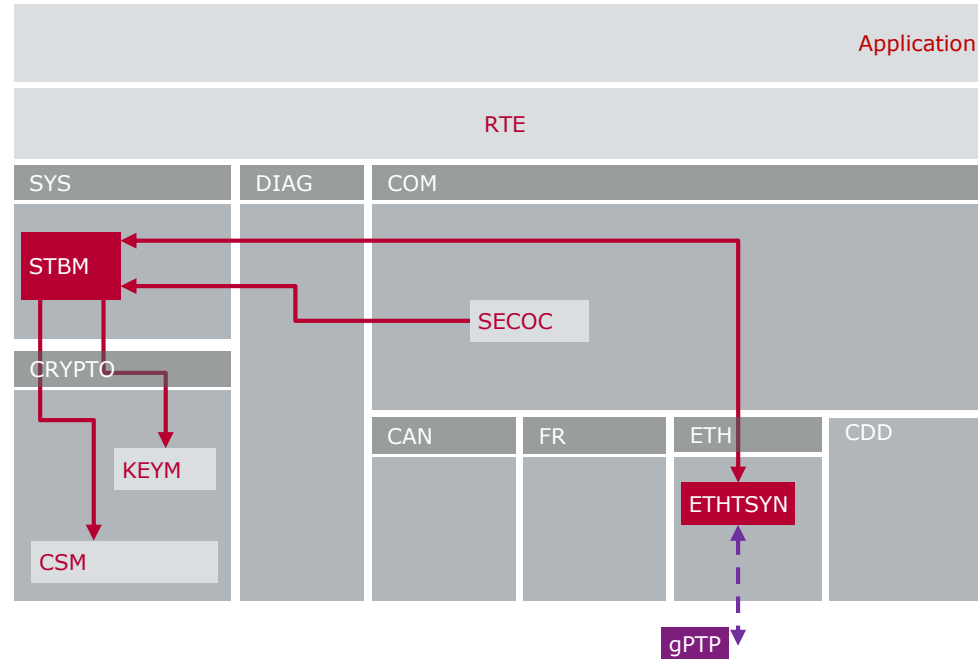 Application
RTE
SYS
DIAG
COM
STBM
SECOC
CRYPTO
CAN
FR
ETH
CDD
KEYM
ETHTSYN
CSM
gPTP